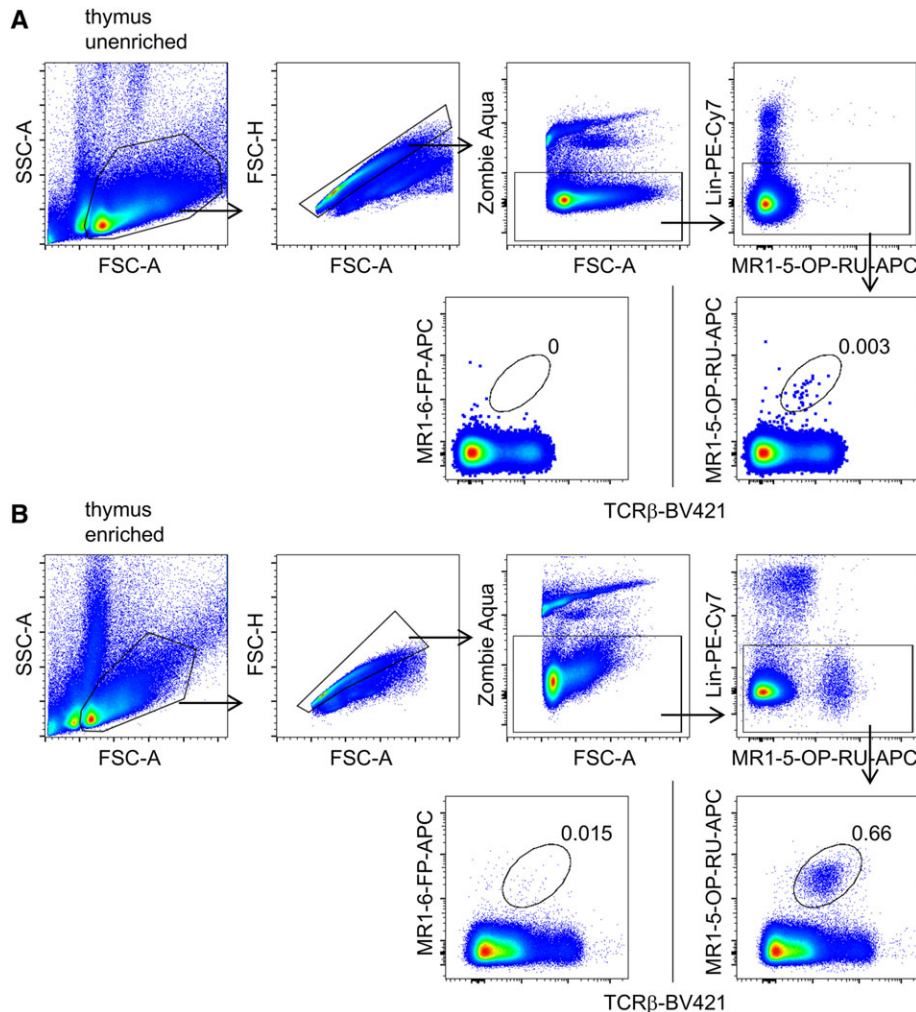 A
thymus
unenriched
SSC-A
FSC-A
FSC-H
FSC-A
Zombie Aqua
FSC-A
Lin-PE-Cy7
MR1-5-OP-RU-APC
MR1-6-FP-APC
0
MR1-5-OP-RU-APC
0.003
TCRβ-BV421
B
thymus
enriched
SSC-A
FSC-A
FSC-H
FSC-A
Zombie Aqua
FSC-A
Lin-PE-Cy7
MR1-5-OP-RU-APC
MR1-6-FP-APC
0.015
MR1-5-OP-RU-APC
0.66
TCRβ-BV421